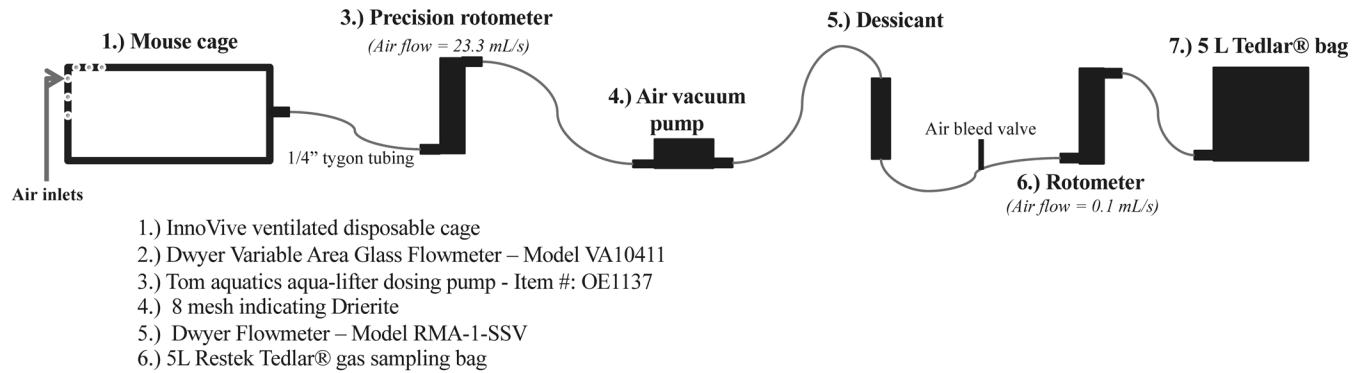 1.) Mouse cage
3.) Precision rotometer
(Air flow = 23.3 mL/s)
4.) Air vacuum
pump
5.) Dessicant
7.) 5 L Tedlar® bag
Air bleed valve
1/4” tygon tubing
6.) Rotometer
(Air flow = 0.1 mL/s)
Air inlets
1.) InnoVive ventilated disposable cage
2.) Dwyer Variable Area Glass Flowmeter – Model VA10411
3.) Tom aquatics aqua-lifter dosing pump - Item #: OE1137
4.) 8 mesh indicating Drierite
5.) Dwyer Flowmeter – Model RMA-1-SSV
6.) 5L Restek Tedlar® gas sampling bag